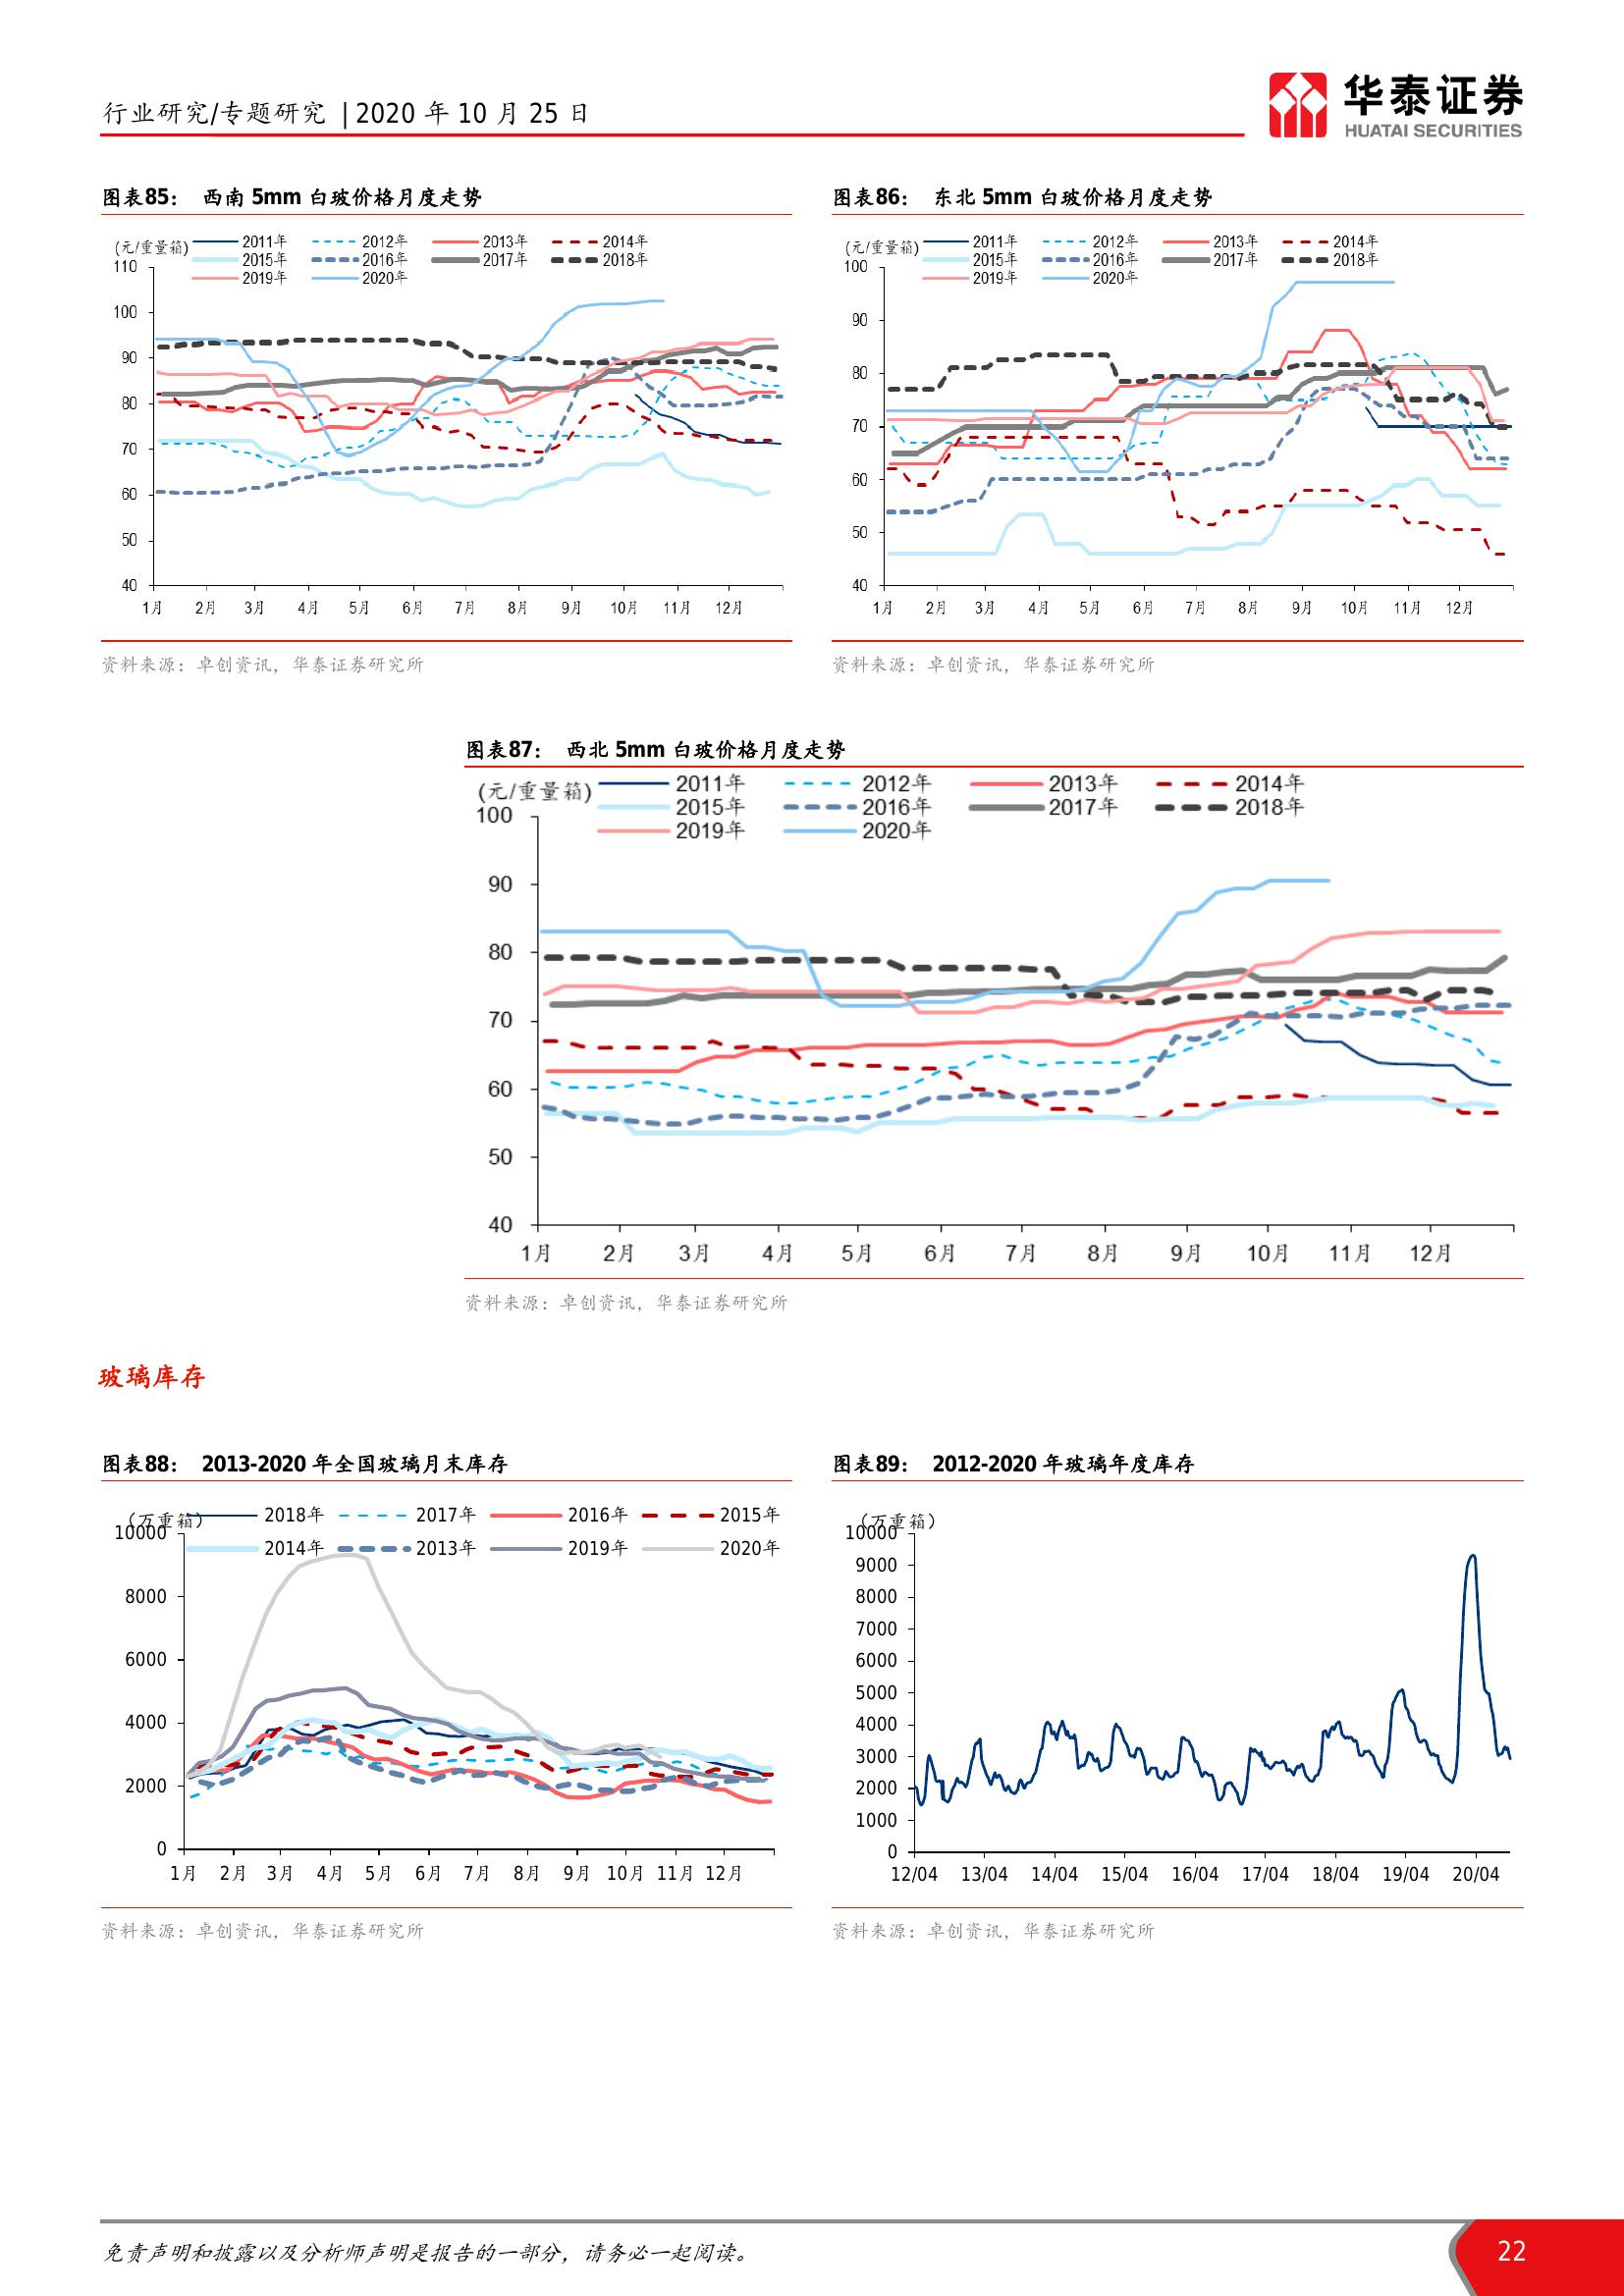 行业研究/专题研究 | 2020 年 10 月 25 日
华泰证券
HUATAI SECURITIES
图表85： 西南 5mm 白玻价格月度走势
(元/重量箱)
2011年 2012年 2013年 2014年
2015年 2016年 2017年 2018年
2019年 2020年
110
100
90
80
70
60
50
40
1月 2月 3月 4月 5月 6月 7月 8月 9月 10月 11月 12月
资料来源：卓创资讯，华泰证券研究所
图表86： 东北 5mm 白玻价格月度走势
(元/重量箱)
2011年 2012年 2013年 2014年
2015年 2016年 2017年 2018年
2019年 2020年
100
90
80
70
60
50
40
1月 2月 3月 4月 5月 6月 7月 8月 9月 10月 11月 12月
资料来源：卓创资讯，华泰证券研究所
图表87： 西北 5mm 白玻价格月度走势
(元/重量箱)
2011年 2012年 2013年 2014年
2015年 2016年 2017年 2018年
2019年 2020年
100
90
80
70
60
50
40
1月 2月 3月 4月 5月 6月 7月 8月 9月 10月 11月 12月
资料来源：卓创资讯，华泰证券研究所
玻璃库存
图表88： 2013-2020 年全国玻璃月末库存
（万重箱）
2018年 2017年 2016年 2015年
2014年 2013年 2019年 2020年
10000
8000
6000
4000
2000
0
1月 2月 3月 4月 5月 6月 7月 8月 9月 10月 11月 12月
资料来源：卓创资讯，华泰证券研究所
图表89： 2012-2020 年玻璃年度库存
（万重箱）
10000
9000
8000
7000
6000
5000
4000
3000
2000
1000
0
12/04 13/04 14/04 15/04 16/04 17/04 18/04 19/04 20/04
资料来源：卓创资讯，华泰证券研究所
免责声明和披露以及分析师声明是报告的一部分，请务必一起阅读。
22